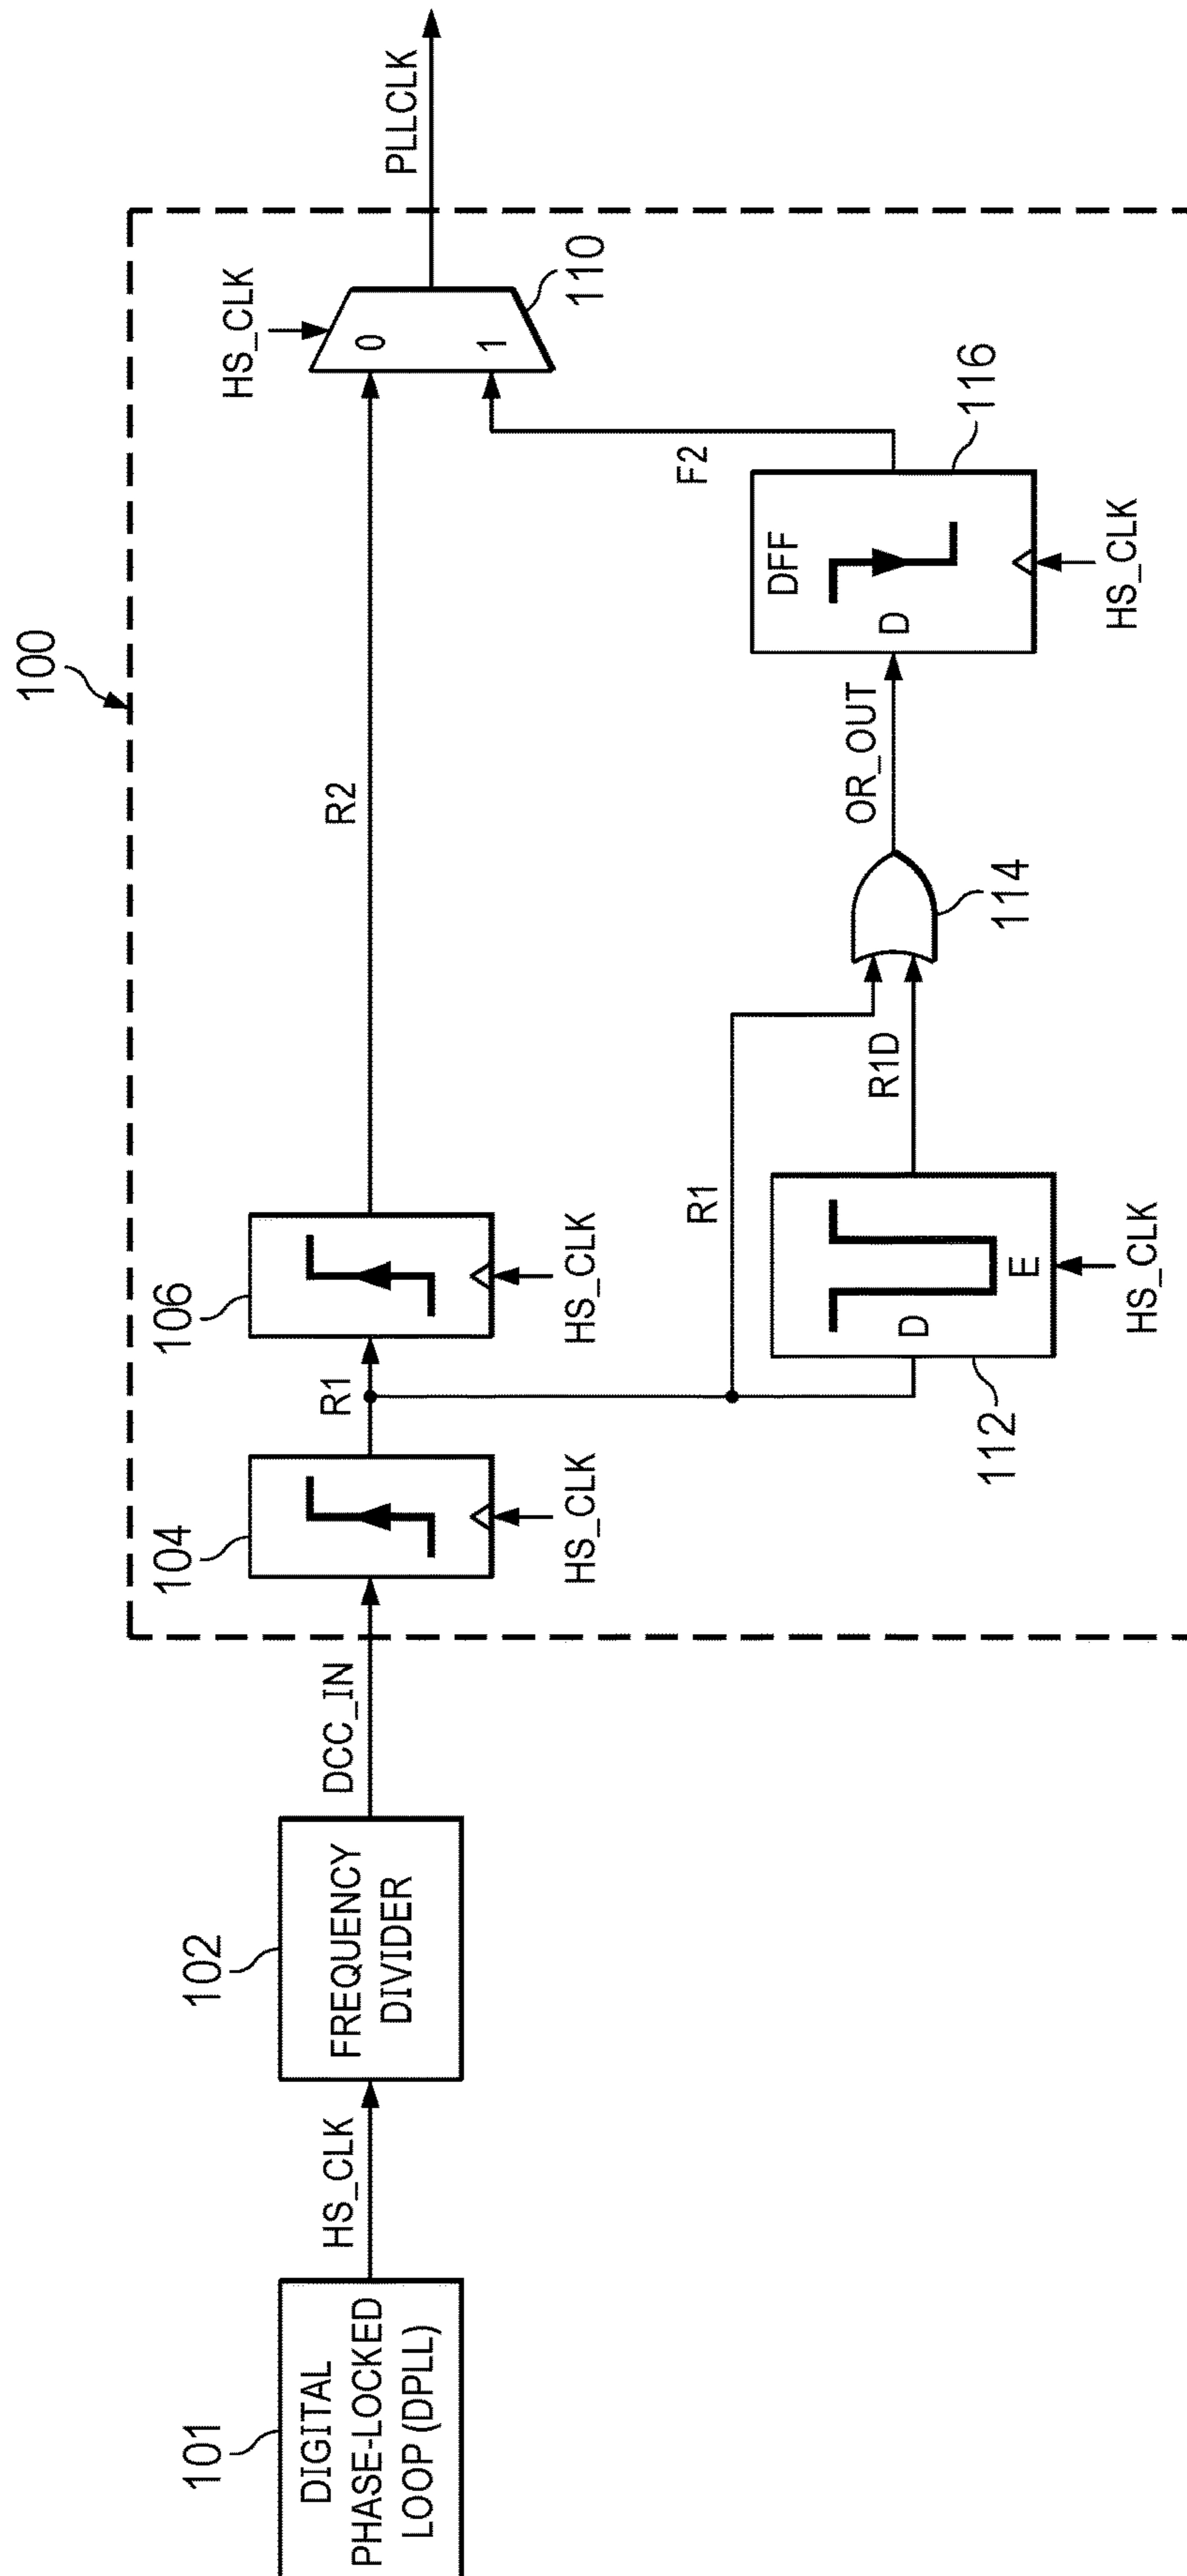 100
101
DIGITAL
PHASE-LOCKED
LOOP (DPLL)
HS_CLK
102
FREQUENCY
DIVIDER
DCC_IN
104
HS_CLK
R1
106
HS_CLK
R2
HS_CLK
0
1
110
PLLCLK
112
D
E
HS_CLK
R1
R1D
114
OR_OUT
DFF
D
HS_CLK
116
F2